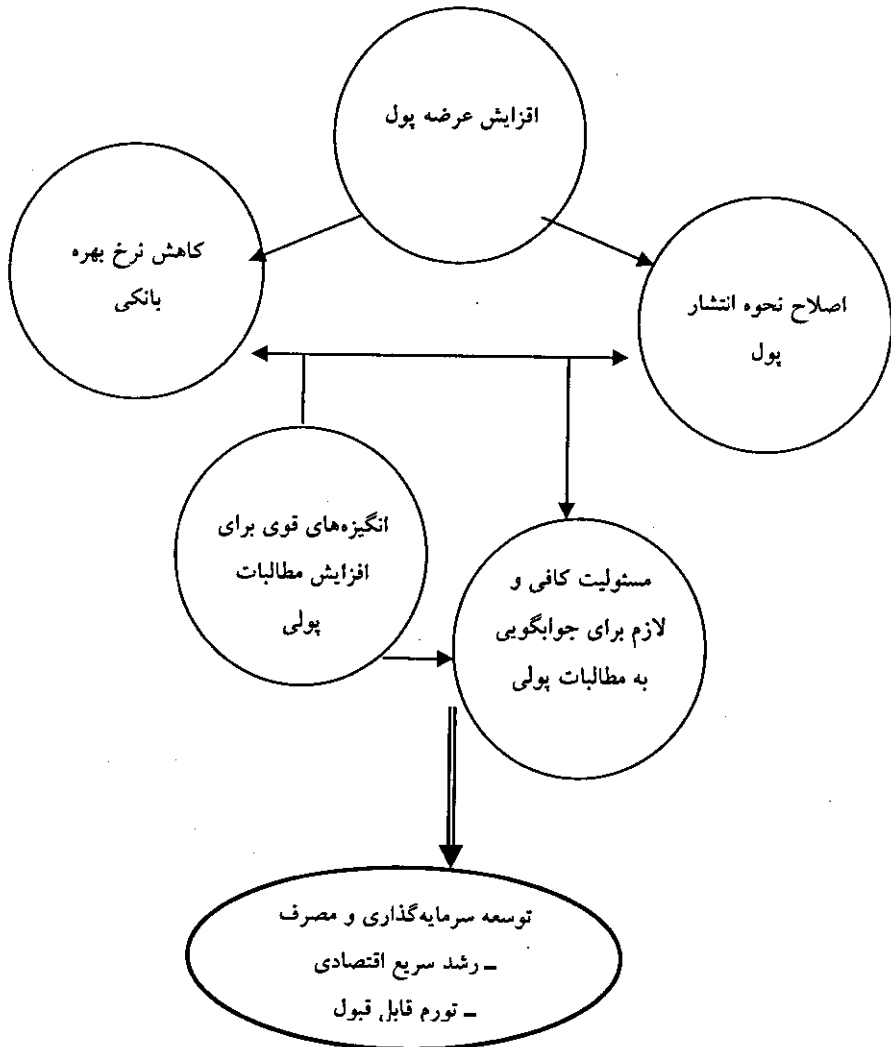 افزایش عرضه پول
کاهش نرخ بهره
بانکی
اصلاح نحوه انتشار
پول
انگیزه‌های قوی برای
افزایش مطالبات
پولی
مسئولیت کافی و
لازم برای جوابگویی
به مطالبات پولی
توسعه سرمایه‌گذاری و مصرف
ـ رشد سریع اقتصادی
ـ تورم قابل قبول